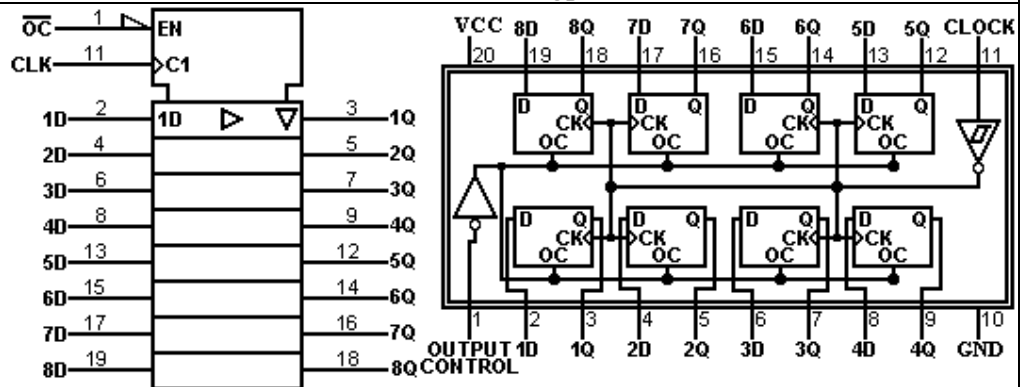 OC 1 EN
CLK 11 C1
1D 2 1D 3 1Q
2D 4 5 2Q
3D 6 7 3Q
4D 8 9 4Q
5D 13 12 5Q
6D 15 14 6Q
7D 17 16 7Q
8D 19 18 8Q
VCC 8D 8Q 7D 7Q 6D 6Q 5D 5Q CLOCK
20 19 18 17 16 15 14 13 12 11
D Q D Q D Q D Q
CK CK CK CK
OC OC OC OC
D Q D Q D Q D Q
CK CK CK CK
OC OC OC OC
1 2 3 4 5 6 7 8 9 10
OUTPUT 1D 1Q 2D 2Q 3D 3Q 4D 4Q GND
CONTROL